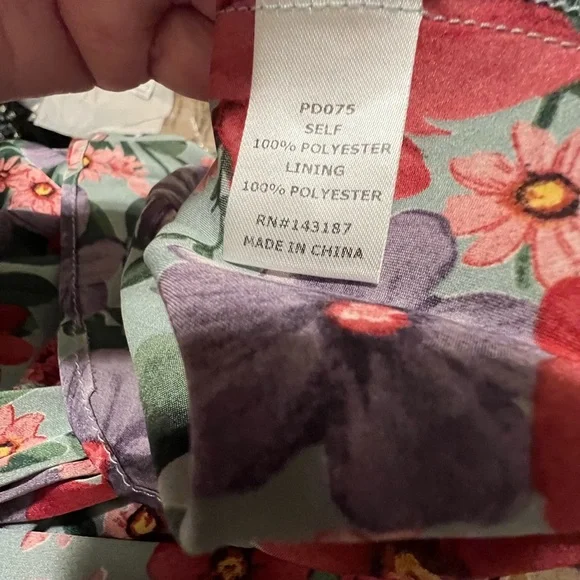 PD075
SELF
100% POLYESTER
LINING
100% POLYESTER
RN#143187
MADE IN CHINA